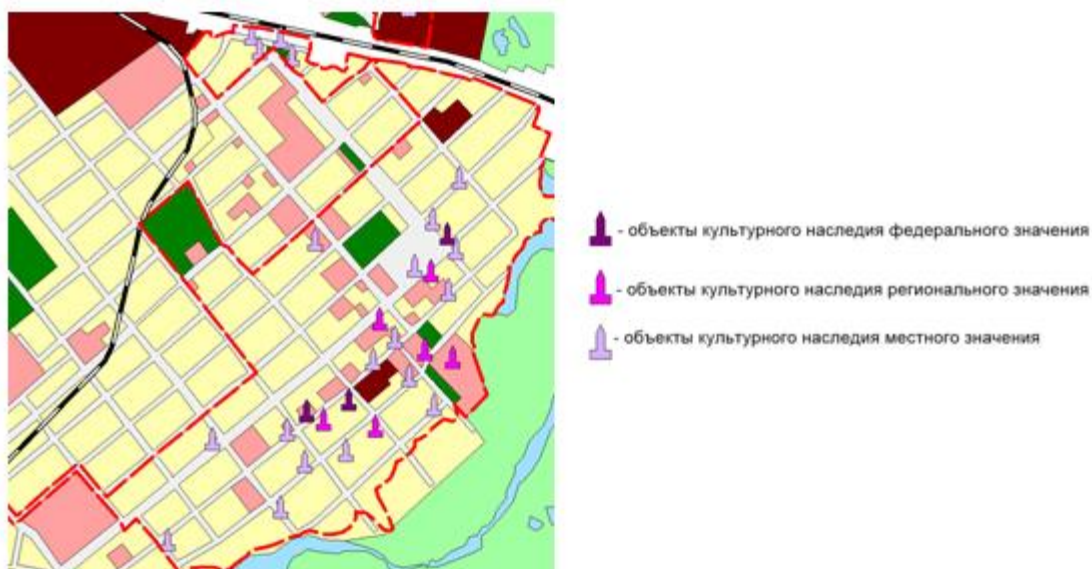 - объекты культурного наследия федерального значения
- объекты культурного наследия регионального значения
- объекты культурного наследия местного значения